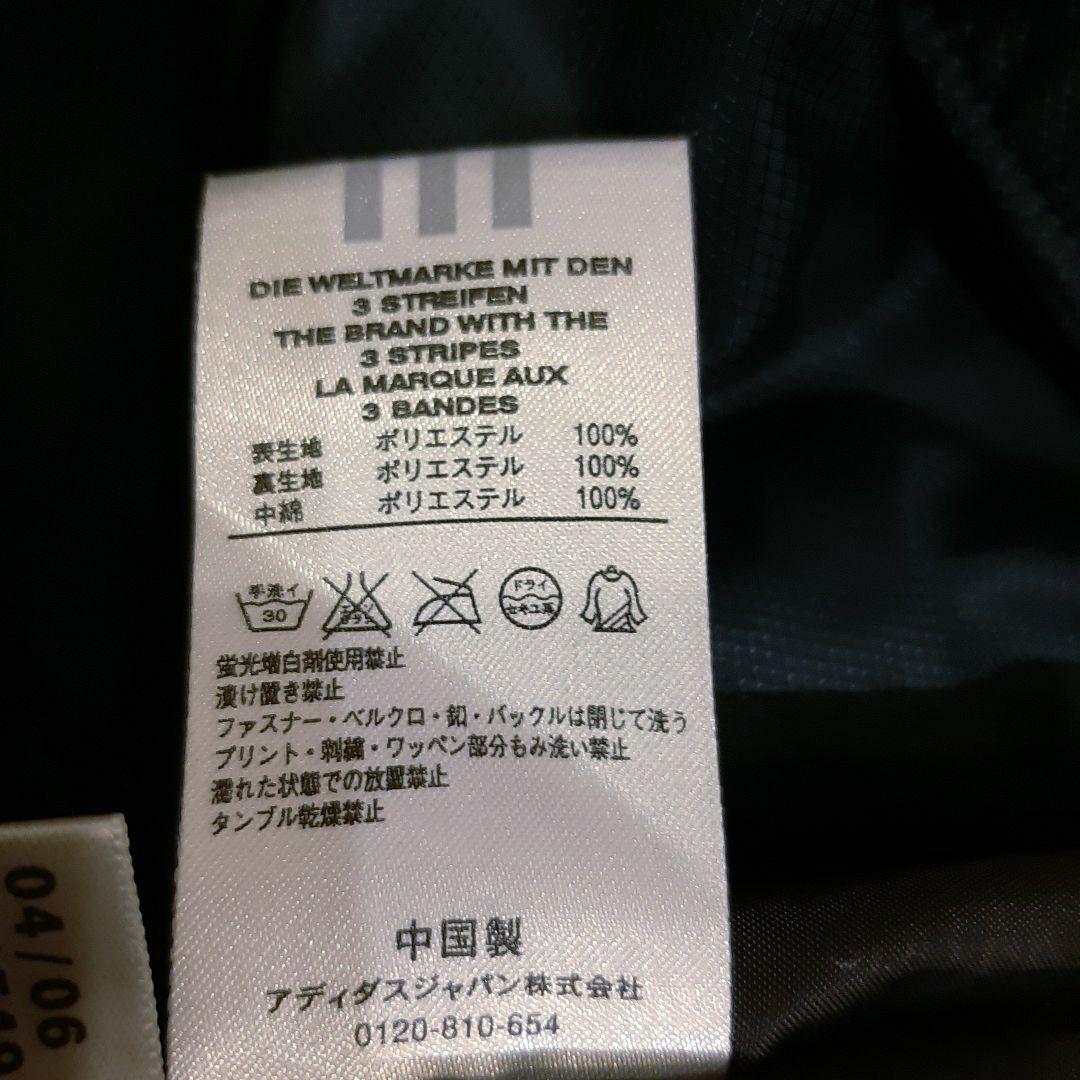 DIE WELTMARKE MIT DEN
3 STREIFEN
THE BRAND WITH THE
3 STRIPES
LA MARQUE AUX
3 BANDES
表生地 ポリエステル 100%
裏生地 ポリエステル 100%
中綿 ポリエステル 100%
手洗イ
30
ドライ
セキユ系
蛍光増白剤使用禁止
漬け置き禁止
ファスナー・ベルクロ・釦・バックルは閉じて洗う
プリント・刺繍・ワッペン部分もみ洗い禁止
濡れた状態での放置禁止
タンブル乾燥禁止
中国製
アディダスジャパン株式会社
0120-810-654
04/06